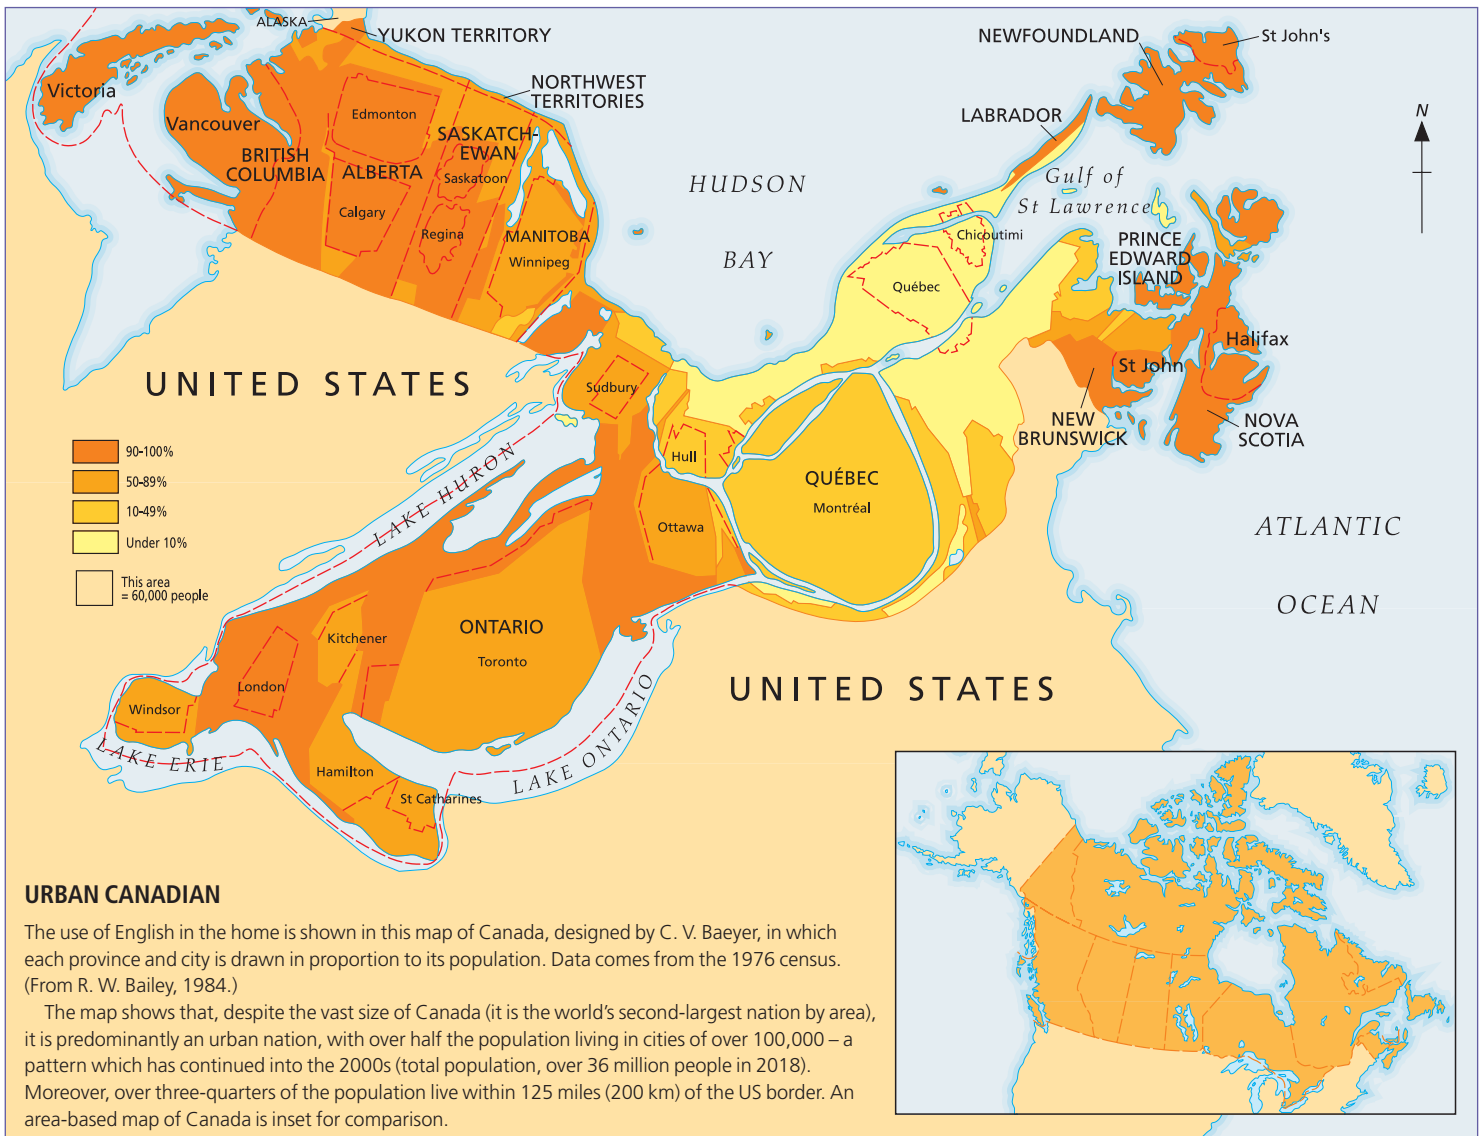 ALASKA
YUKON TERRITORY
NORTHWEST
TERRITORIES
Victoria
Vancouver
BRITISH
COLUMBIA
Edmonton
ALBERTA
Calgary
SASKATCH-
EWAN
Saskatoon
Regina
MANITOBA
Winnipeg
HUDSON
BAY
NEWFOUNDLAND
St John's
LABRADOR
Gulf of
St Lawrence
Chicoutimi
Québec
PRINCE
EDWARD
ISLAND
Halifax
St John
NEW
BRUNSWICK
NOVA
SCOTIA
N
UNITED STATES
Sudbury
Hull
QUÉBEC
Montréal
Ottawa
LAKE HURON
ATLANTIC
OCEAN
90-100%
50-89%
10-49%
Under 10%
This area
= 60,000 people
Kitchener
ONTARIO
Toronto
London
Windsor
LAKE ERIE
Hamilton
St Catharines
LAKE ONTARIO
UNITED STATES
URBAN CANADIAN
The use of English in the home is shown in this map of Canada, designed by C. V. Baeyer, in which
each province and city is drawn in proportion to its population. Data comes from the 1976 census.
(From R. W. Bailey, 1984.)
The map shows that, despite the vast size of Canada (it is the world's second-largest nation by area),
it is predominantly an urban nation, with over half the population living in cities of over 100,000 – a
pattern which has continued into the 2000s (total population, over 36 million people in 2018).
Moreover, over three-quarters of the population live within 125 miles (200 km) of the US border. An
area-based map of Canada is inset for comparison.